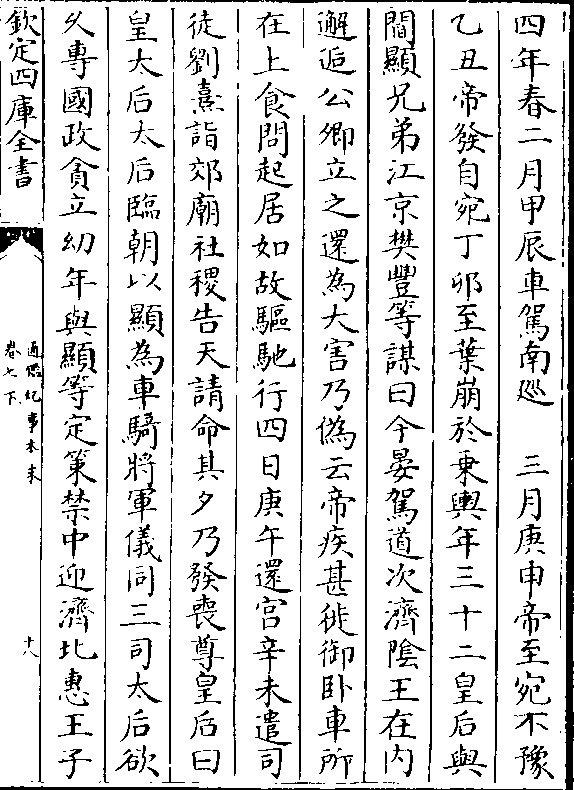 四年春二月甲辰車駕南巡　三月庚申帝至宛不豫
乙丑帝發自宛丁卯至葉崩於乗輿年三十二皇后與
閻顯兄弟江京樊豐等謀曰今晏駕道次濟隂王在内
邂逅公卿立之還為大害乃偽云帝疾甚徙御卧車所
在上食問起居如故驅馳行四日庚午還宫辛未遣司
徒劉熹詣郊廟社稷告天請命其夕乃發喪尊皇后曰
皇太后太后臨朝以顯為車騎將軍儀同三司太后欲
久專國政貪立幼年與顯等定策禁中迎濟北惠王子
欽定四庫全書
通鑑紀事本末
卷七下
十八